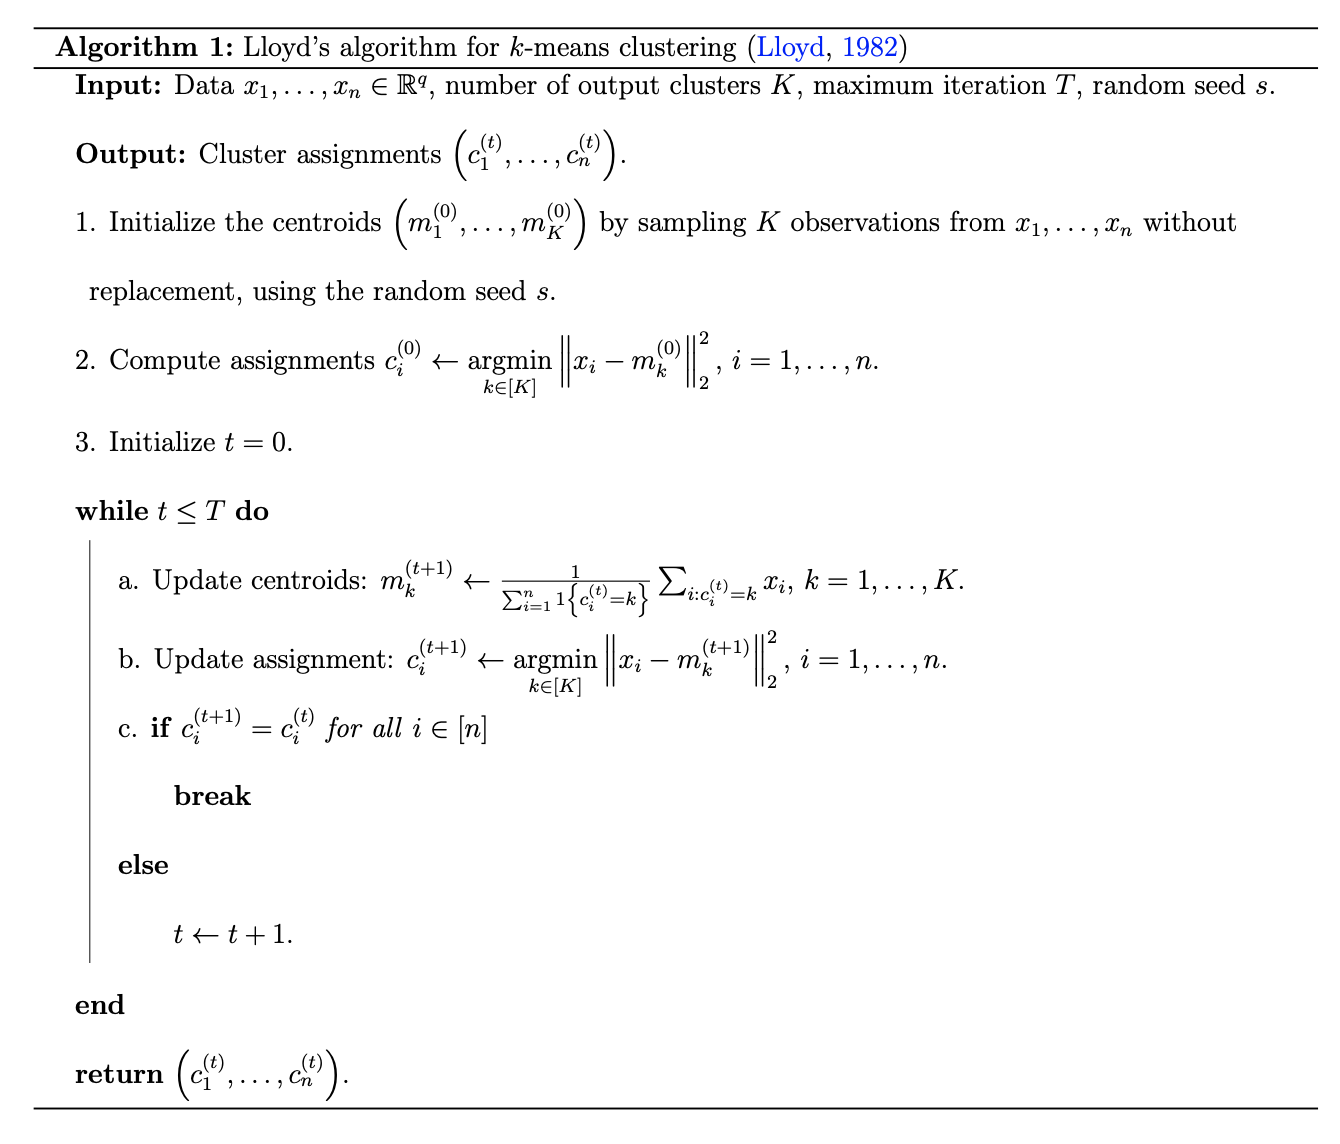 Algorithm 1: Lloyd's algorithm for k-means clustering (Lloyd, 1982)
Input: Data $x_1, \ldots, x_n \in \mathbb{R}^q$, number of output clusters $K$, maximum iteration $T$, random seed $s$.
Output: Cluster assignments $\left(c_1^{(t)}, \ldots, c_n^{(t)}\right)$.
1. Initialize the centroids $\left(m_1^{(0)}, \ldots, m_K^{(0)}\right)$ by sampling $K$ observations from $x_1, \ldots, x_n$ without
replacement, using the random seed $s$.
2. Compute assignments $c_i^{(0)} \leftarrow \underset{k \in [K]}{\operatorname{argmin}} \left\| x_i - m_k^{(0)} \right\|_2^2$, $i = 1, \ldots, n$.
3. Initialize $t = 0$.
while $t \leq T$ do
a. Update centroids: $m_k^{(t+1)} \leftarrow \frac{1}{\sum_{i=1}^n 1\left\{c_i^{(t)} = k\right\}} \sum_{i: c_i^{(t)} = k} x_i$, $k = 1, \ldots, K$.
b. Update assignment: $c_i^{(t+1)} \leftarrow \underset{k \in [K]}{\operatorname{argmin}} \left\| x_i - m_k^{(t+1)} \right\|_2^2$, $i = 1, \ldots, n$.
c. if $c_i^{(t+1)} = c_i^{(t)}$ for all $i \in [n]$
break
else
$t \leftarrow t + 1$.
end
return $\left(c_1^{(t)}, \ldots, c_n^{(t)}\right)$.